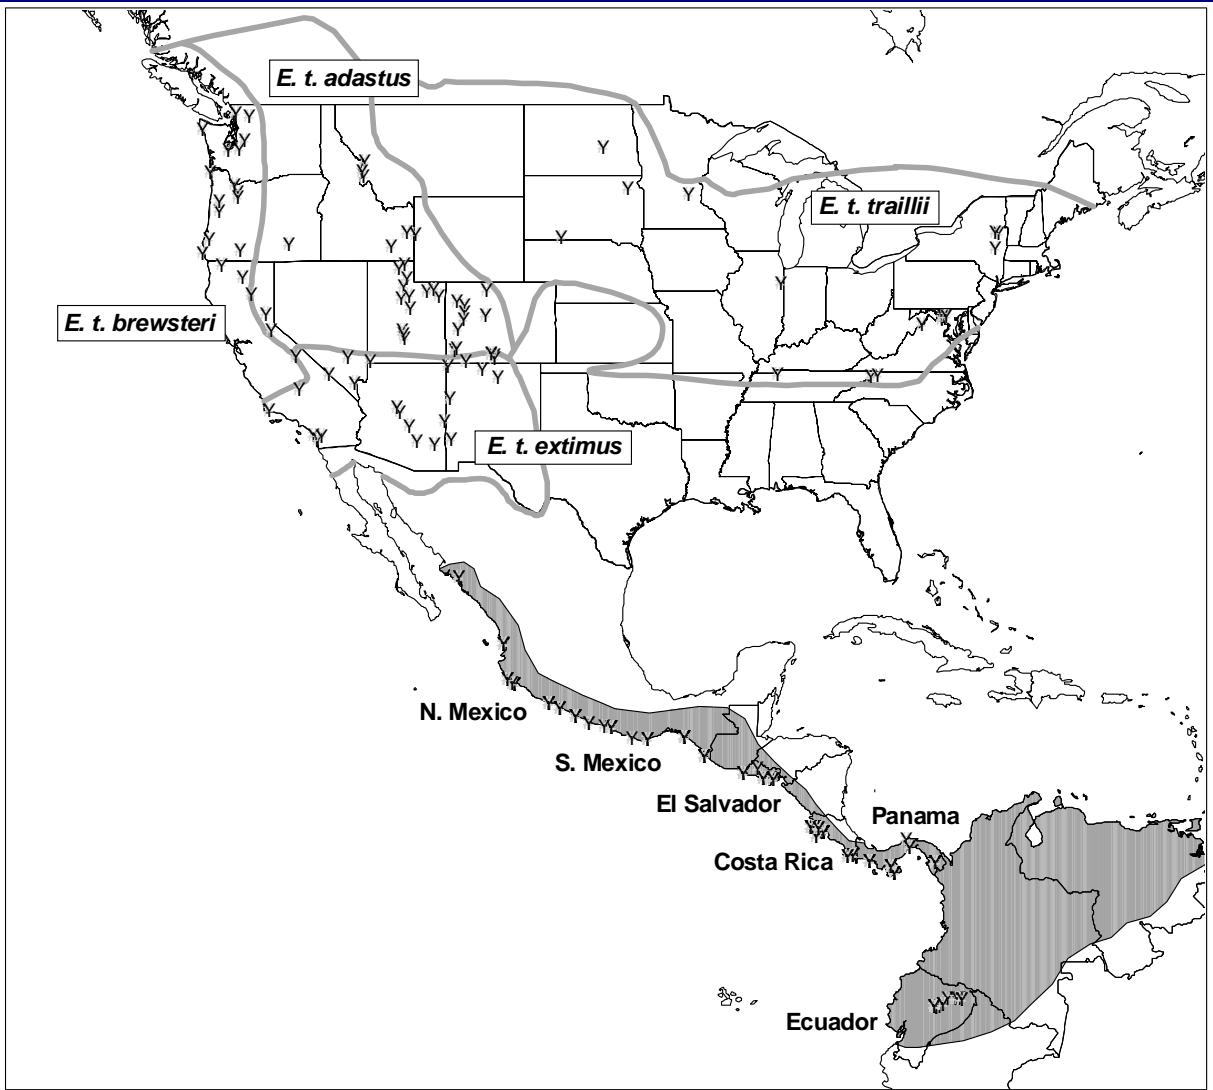 E. t. adastus
E. t. traillii
E. t. brewsteri
E. t. extimus
N. Mexico
S. Mexico
El Salvador
Panama
Costa Rica
Ecuador